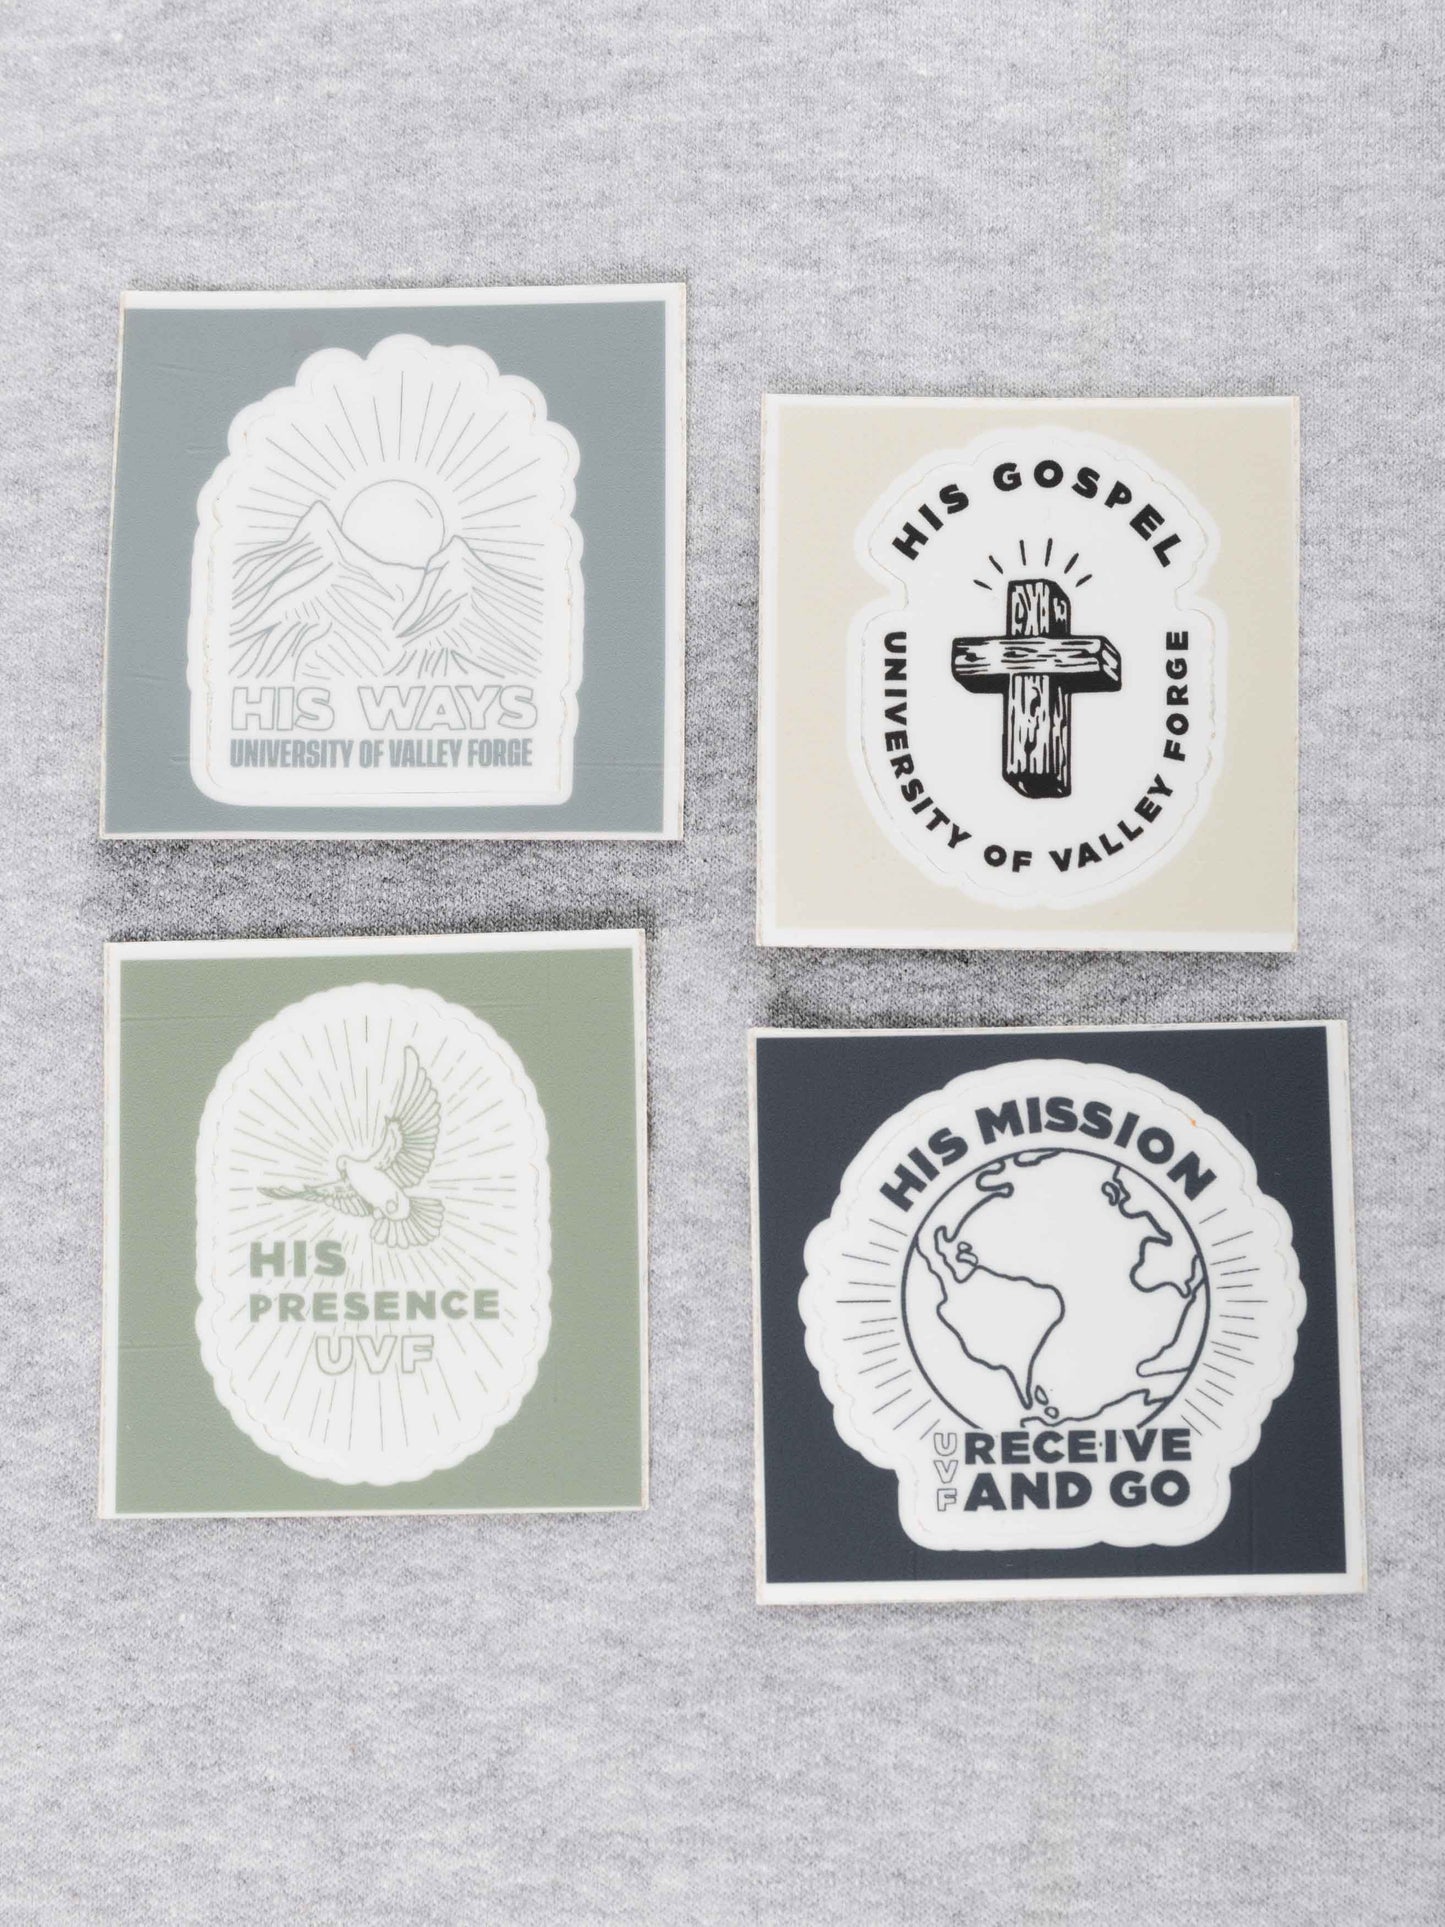 HIS WAYS
UNIVERSITY OF VALLEY FORGE
HIS GOSPEL
UNIVERSITY OF VALLEY FORGE
HIS
PRESENCE
UVF
HIS MISSION
UVF
RECEIVE
AND GO